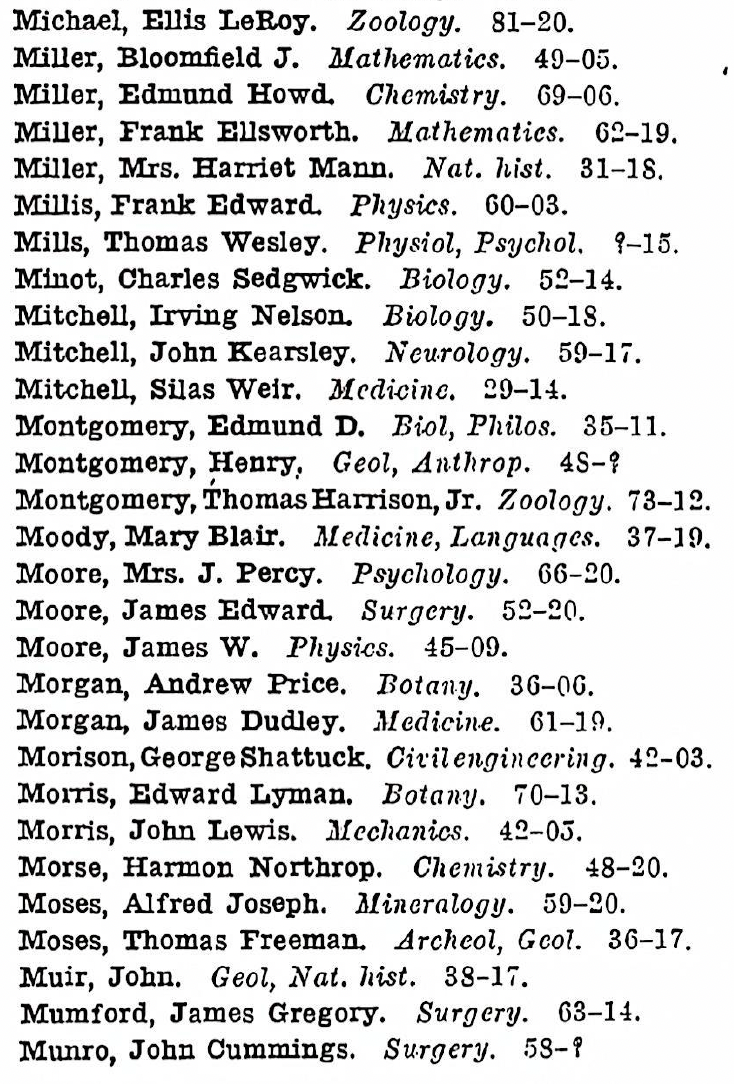 Michael, Ellis LeRoy. Zoology. 81–20.
Miller, Bloomfield J. Mathematics. 49–05.
Miller, Edmund Howd. Chemistry. 69–06.
Miller, Frank Ellsworth. Mathematics. 62–19.
Miller, Mrs. Harriet Mann. Nat. hist. 31–18.
Millis, Frank Edward. Physics. 60–03.
Mills, Thomas Wesley. Physiol, Psychol. ?–15.
Minot, Charles Sedgwick. Biology. 52–14.
Mitchell, Irving Nelson. Biology. 50–18.
Mitchell, John Kearsley. Neurology. 59–17.
Mitchell, Silas Weir. Medicine. 29–14.
Montgomery, Edmund D. Biol, Philos. 35–11.
Montgomery, Henry. Geol, Anthrop. 48–?
Montgomery, Thomas Harrison, Jr. Zoology. 73–12.
Moody, Mary Blair. Medicine, Languages. 37–19.
Moore, Mrs. J. Percy. Psychology. 66–20.
Moore, James Edward. Surgery. 52–20.
Moore, James W. Physics. 45–09.
Morgan, Andrew Price. Botany. 36–06.
Morgan, James Dudley. Medicine. 61–19.
Morison, George Shattuck. Civil engineering. 42–03.
Morris, Edward Lyman. Botany. 70–13.
Morris, John Lewis. Mechanics. 42–05.
Morse, Harmon Northrop. Chemistry. 48–20.
Moses, Alfred Joseph. Mineralogy. 59–20.
Moses, Thomas Freeman. Archeol, Geol. 36–17.
Muir, John. Geol, Nat. hist. 38–17.
Mumford, James Gregory. Surgery. 63–14.
Munro, John Cummings. Surgery. 58–?